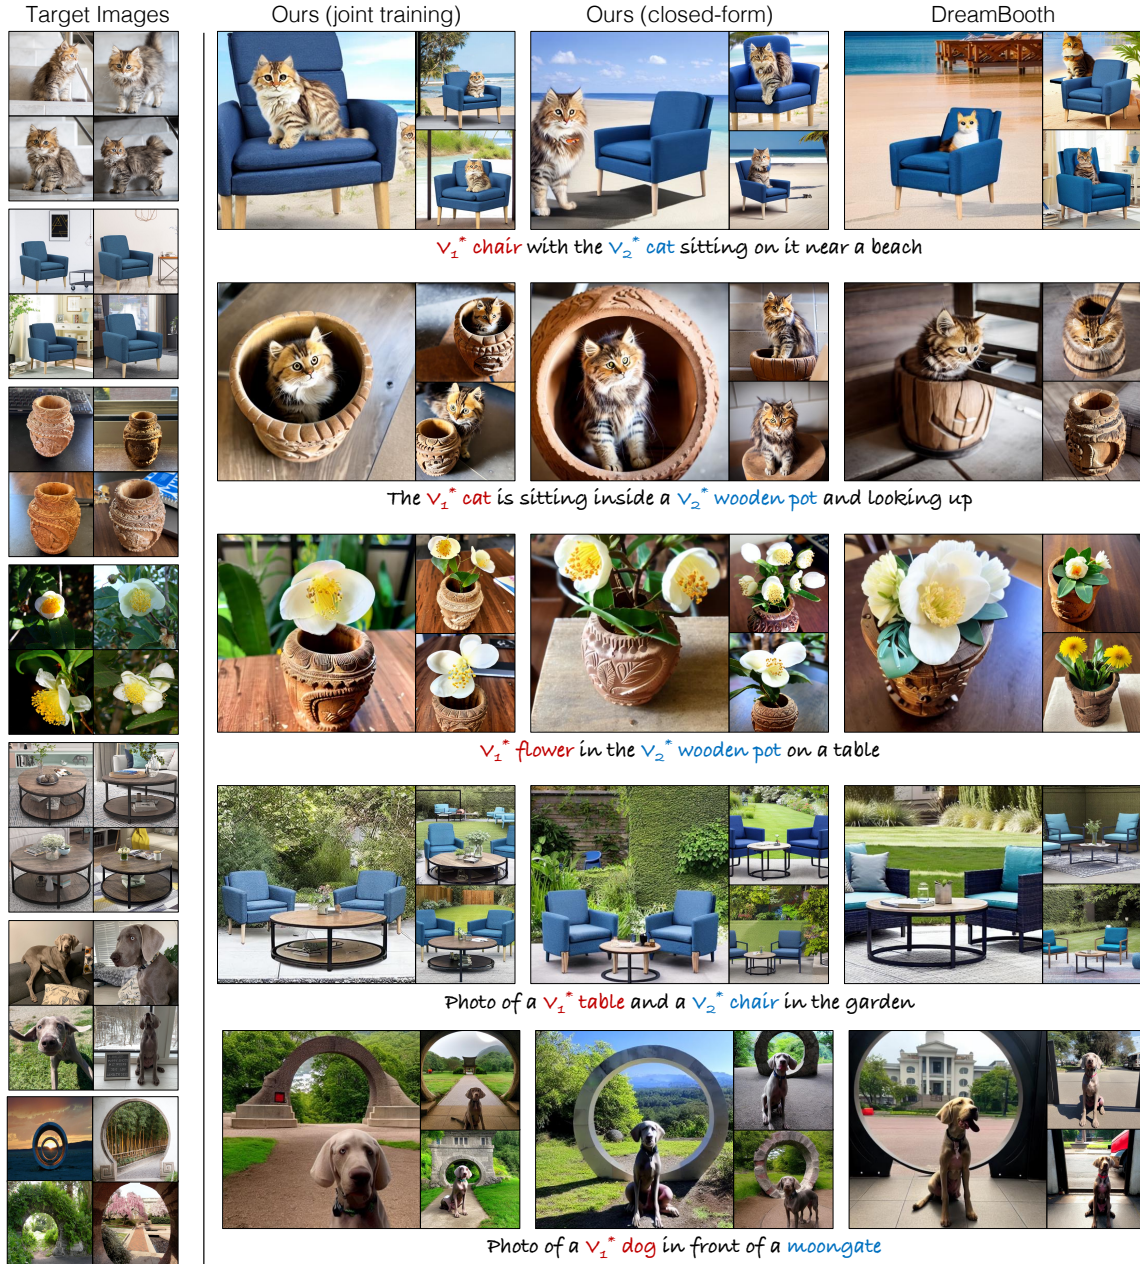 Target Images
Ours (joint training)
Ours (closed-form)
DreamBooth
V₁* chair with the V₂* cat sitting on it near a beach
The V₁* cat is sitting inside a V₂* wooden pot and looking up
V₁* flower in the V₂* wooden pot on a table
Photo of a V₁* table and a V₂* chair in the garden
Photo of a V₁* dog in front of a moongate